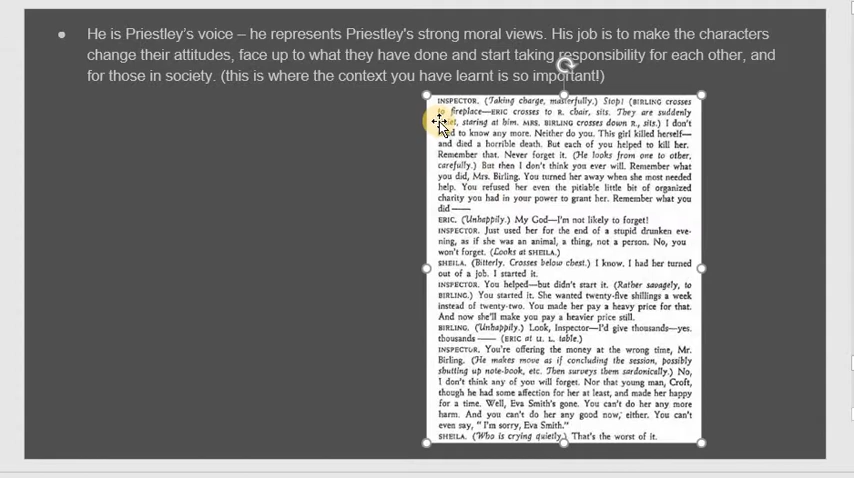 ● He is Priestley’s voice – he represents Priestley's strong moral views. His job is to make the characters
change their attitudes, face up to what they have done and start taking responsibility for each other, and
for those in society. (this is where the context you have learnt is so important!)
INSPECTOR. (Taking charge, masterfully.) Stop! (BIRLING crosses
to fireplace—ERIC crosses to R. chair, sits. They are suddenly
staring at him. MRS. BIRLING crosses down R., sits.) I don't
to know any more. Neither do you. This girl killed herself—
and died a horrible death. But each of you helped to kill her.
Remember that. Never forget it. (He looks from one to other,
carefully.) But then I don't think you ever will. Remember what
you did, Mrs. Birling. You turned her away when she most needed
help. You refused her even the pitiable little bit of organized
charity you had in your power to grant her. Remember what you
did——
ERIC. (Unhappily.) My God—I'm not likely to forget!
INSPECTOR. Just used her for the end of a stupid drunken eve-
ning, as if she was an animal, a thing, not a person. No, you
won't forget. (Looks at SHEILA.)
SHEILA. (Bitterly. Crosses below chest.) I know. I had her turned
out of a job. I started it.
INSPECTOR. You helped—but didn't start it. (Rather savagely, to
BIRLING.) You started it. She wanted twenty-five shillings a week
instead of twenty-two. You made her pay a heavy price for that.
And now she'll make you pay a heavier price still.
BIRLING. (Unhappily.) Look, Inspector—I'd give thousands—yes.
thousands—— (ERIC at U. L. table.)
INSPECTOR. You're offering the money at the wrong time, Mr.
Birling. (He makes move as if concluding the session, possibly
shutting up note-book, etc. Then surveys them sardonically.) No,
I don't think any of you will forget. Nor that young man, Croft,
though he had some affection for her at least, and made her happy
for a time. Well, Eva Smith's gone. You can't do her any more
harm. And you can't do her any good now, either. You can't
even say, "I'm sorry, Eva Smith."
SHEILA. (Who is crying quietly.) That's the worst of it.